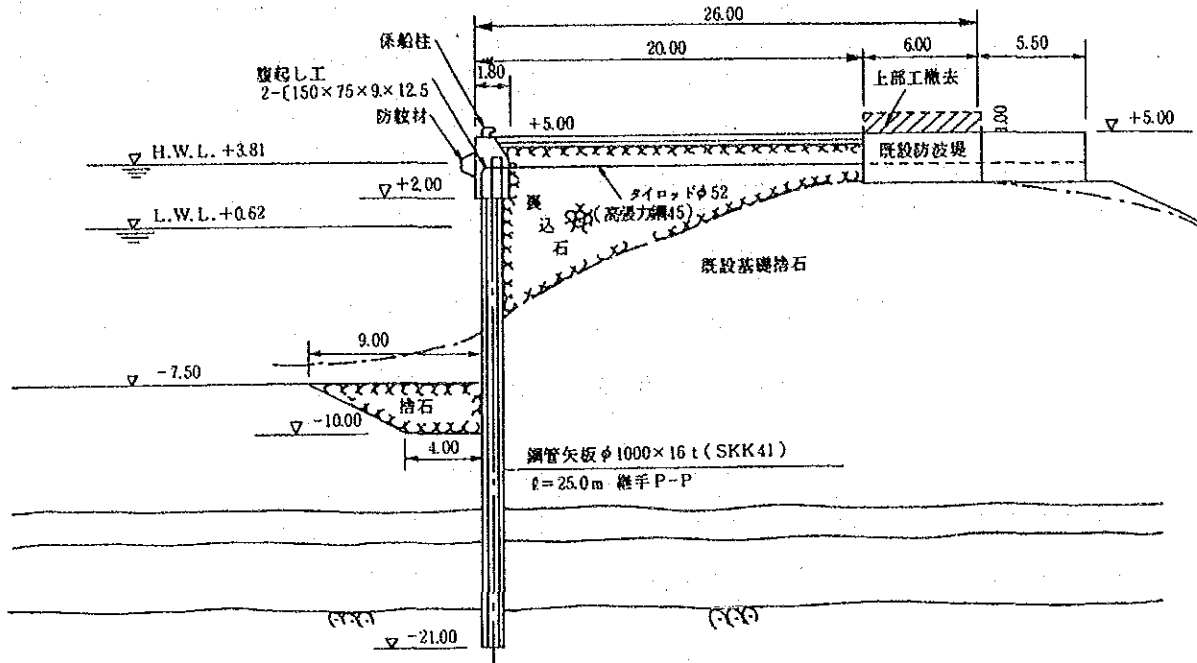 26.00
係船柱
20.00
6.00
5.50
1.80
上部工撤去
腹起し工
2-[150×75×9×12.5
防舷材
+5.00
+5.00
H.W.L. +3.81
既設防波堤
+2.00
タイロッドφ52
(高張力鋼45)
L.W.L. +0.62
裏込石
既設基礎捨石
9.00
-7.50
捨石
-10.00
4.00
鋼管矢板φ1000×16t(SKK41)
ℓ=25.0m 継手P-P
-21.00